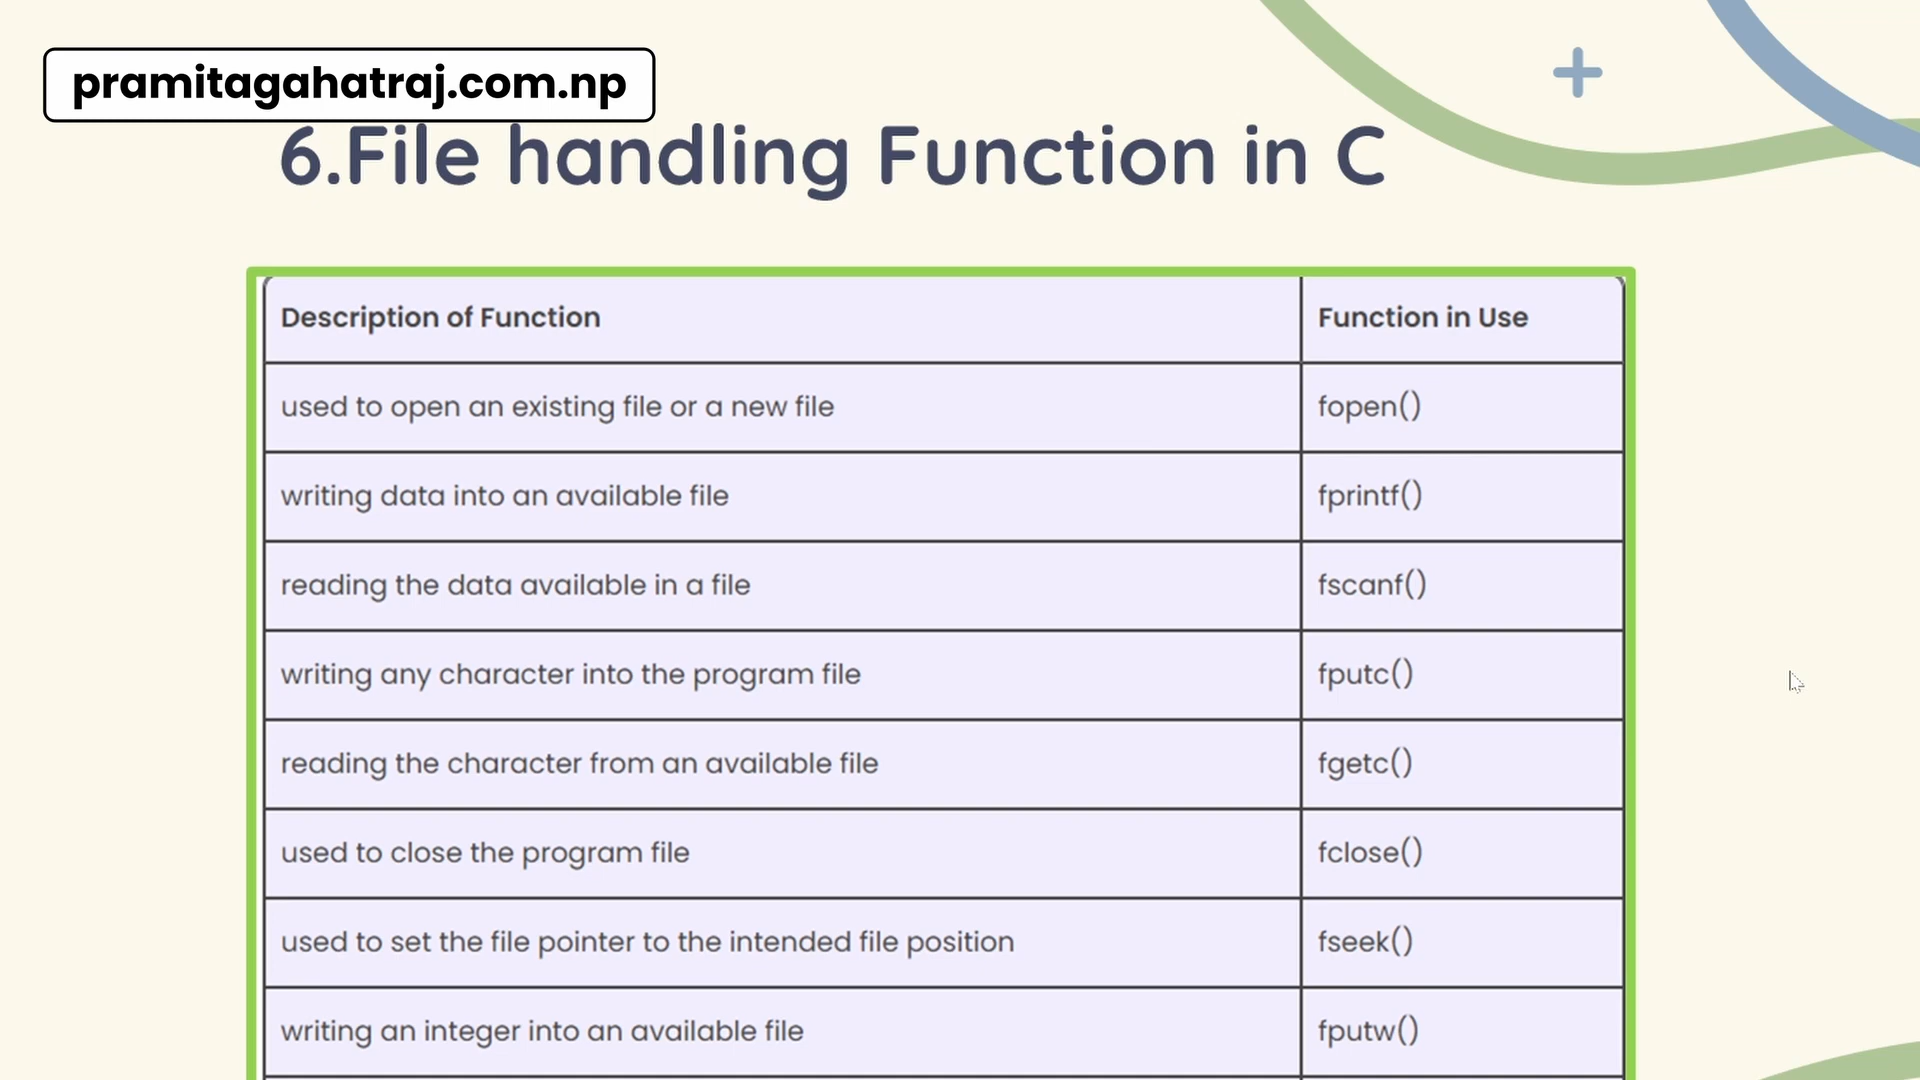 pramitagahatraj.com.np
6.File handling Function in C
Description of Function Function in Use
used to open an existing file or a new file fopen()
writing data into an available file fprintf()
reading the data available in a file fscanf()
writing any character into the program file fputc()
reading the character from an available file fgetc()
used to close the program file fclose()
used to set the file pointer to the intended file position fseek()
writing an integer into an available file fputw()